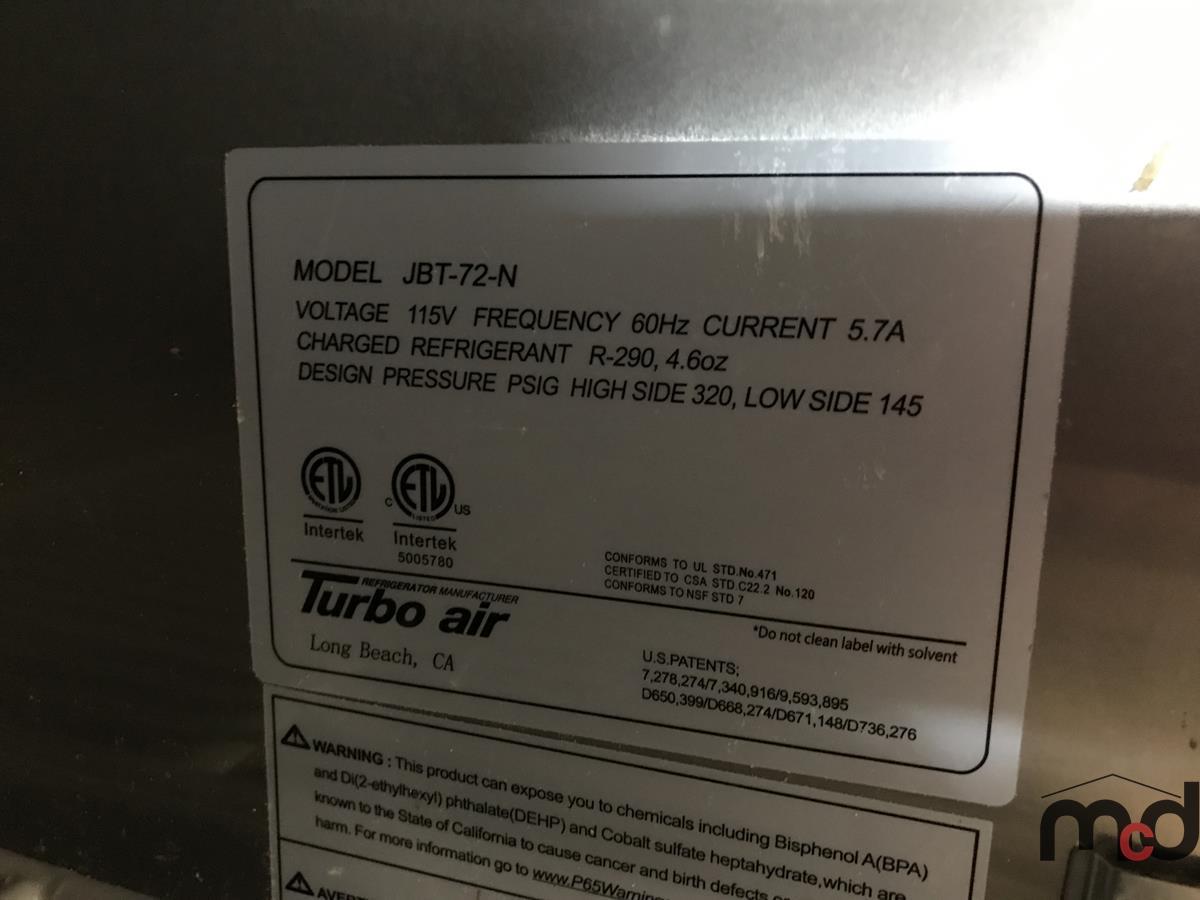 MODEL JBT-72-N
VOLTAGE 115V FREQUENCY 60Hz CURRENT 5.7A
CHARGED REFRIGERANT R-290, 4.6oz
DESIGN PRESSURE PSIG HIGH SIDE 320, LOW SIDE 145
ETL
Intertek
C ETL US
LISTED
Intertek
5005780
CONFORMS TO UL STD.No.471
CERTIFIED TO CSA STD.C22.2 No.120
CONFORMS TO NSF STD 7
REFRIGERATOR MANUFACTURER
Turbo air
Long Beach, CA
*Do not clean label with solvent
U.S.PATENTS;
7,278,274/7,340,916/9,593,895
D650,399/D668,274/D671,148/D736,276
WARNING : This product can expose you to chemicals including Bisphenol A(BPA)
and Di(2-ethylhexyl) phthalate(DEHP) and Cobalt sulfate heptahydrate,which are
known to the State of California to cause cancer and birth defects
harm. For more information go to www.P65Warnin
AVERT
mcd